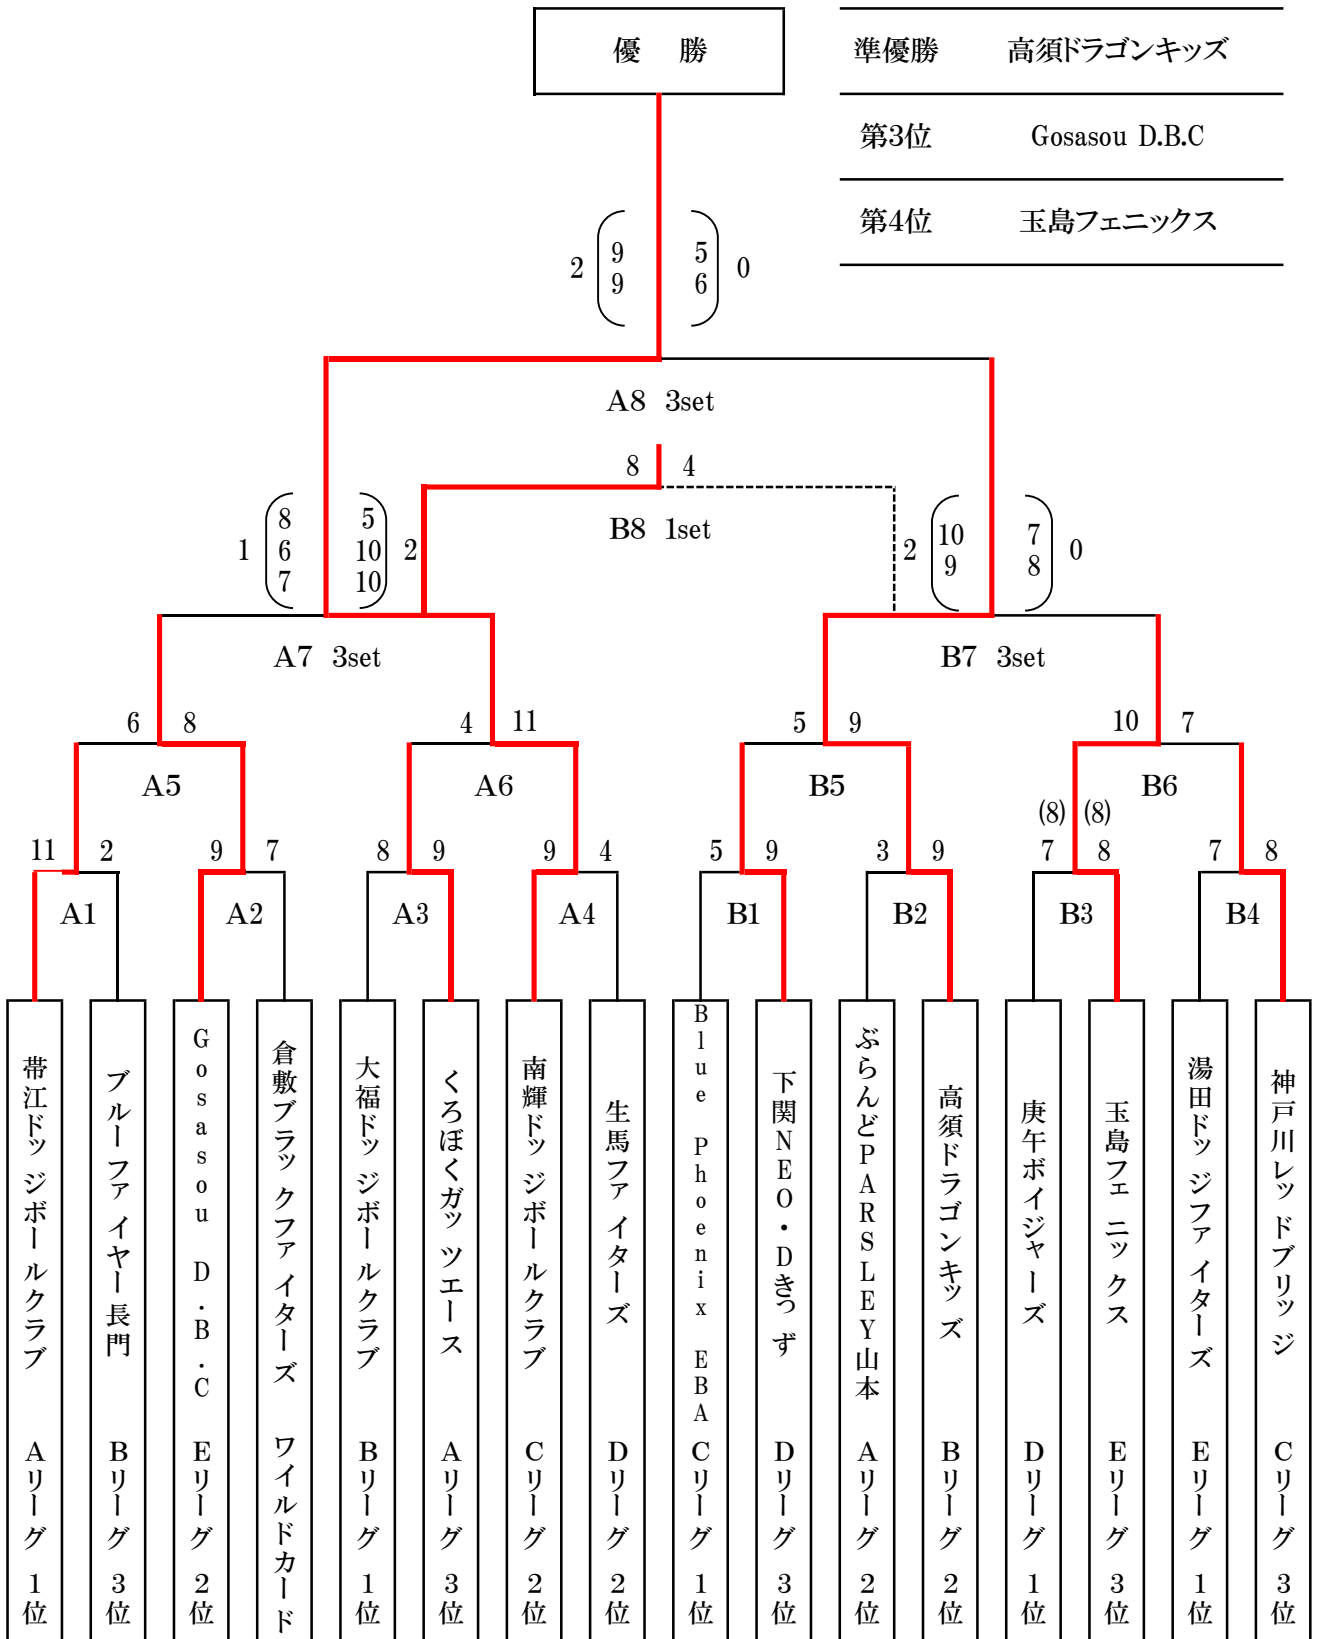 優 勝
準優勝 高須ドラゴンキッズ
第3位 Gosasou D.B.C
第4位 玉島フェニックス
2 9 5 0
9 6
A8 3set
8 4
B8 1set
1 8 5 2
6 10
7 10
2 10 7 0
9 8
A7 3set
B7 3set
6 8 4 11 5 9 10 7
A5 A6 B5 B6
(8) (8)
11 2 9 7 8 9 9 4 5 9 3 9 7 8 7 8
A1 A2 A3 A4 B1 B2 B3 B4
帯江ドッジボールクラブ Aリーグ 1位
ブルーファイヤー長門 Bリーグ 3位
Gosasou D.B.C Eリーグ 2位
倉敷ブラックファイターズ ワイルドカード
大福ドッジボールクラブ Bリーグ 1位
くろぼくガッツエース Aリーグ 3位
南輝ドッジボールクラブ Cリーグ 2位
生馬ファイターズ Dリーグ 2位
Blue Phoenix EBA Cリーグ 1位
下関NEO・Dきっず Dリーグ 3位
ぶらんどPARSLEY山本 Aリーグ 2位
高須ドラゴンキッズ Bリーグ 2位
庚午ボイジャーズ Dリーグ 1位
玉島フェニックス Eリーグ 3位
湯田ドッジファイターズ Eリーグ 1位
神戸川レッドブリッジ Cリーグ 3位